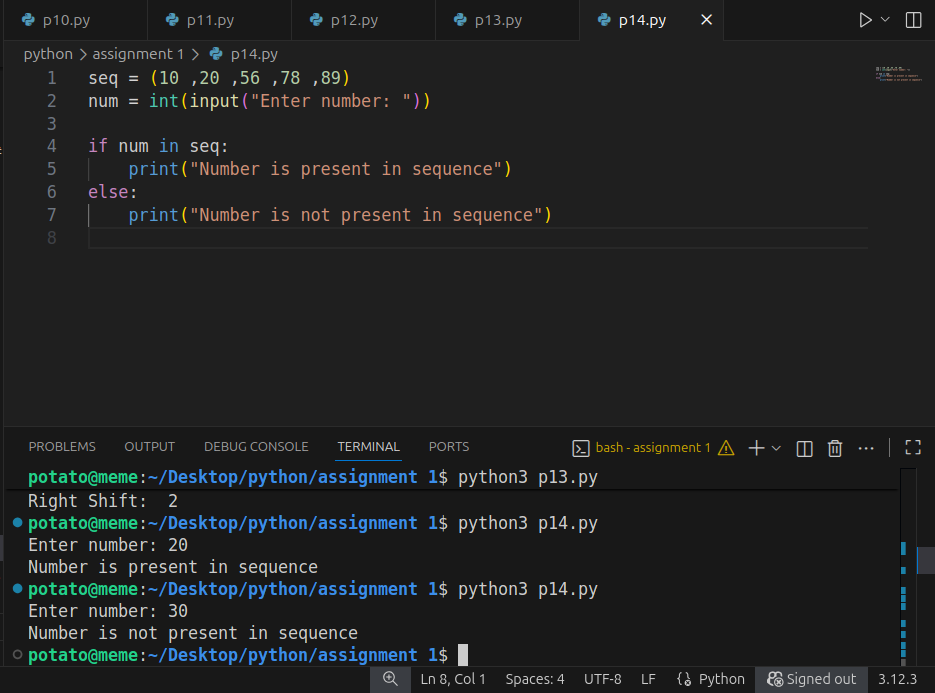 p10.py p11.py p12.py p13.py p14.py
python > assignment 1 > p14.py
1 seq = (10 ,20 ,56 ,78 ,89)
2 num = int(input("Enter number: "))
3
4 if num in seq:
5     print("Number is present in sequence")
6 else:
7     print("Number is not present in sequence")
8
PROBLEMS OUTPUT DEBUG CONSOLE TERMINAL PORTS bash - assignment 1
potato@meme:~/Desktop/python/assignment 1$ python3 p13.py
Right Shift:  2
potato@meme:~/Desktop/python/assignment 1$ python3 p14.py
Enter number: 20
Number is present in sequence
potato@meme:~/Desktop/python/assignment 1$ python3 p14.py
Enter number: 30
Number is not present in sequence
potato@meme:~/Desktop/python/assignment 1$
Ln 8, Col 1 Spaces: 4 UTF-8 LF Python Signed out 3.12.3